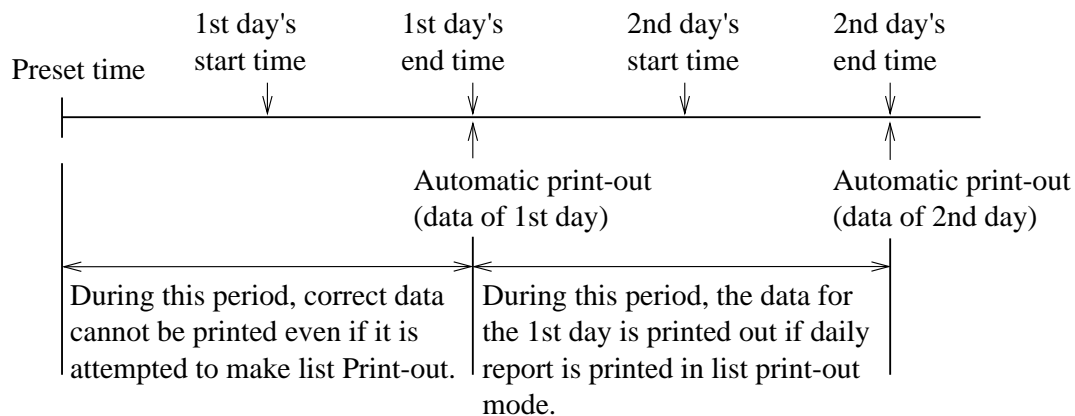 Preset time
1st day's
start time
1st day's
end time
2nd day's
start time
2nd day's
end time
Automatic print-out
(data of 1st day)
Automatic print-out
(data of 2nd day)
During this period, correct data
cannot be printed even if it is
attempted to make list Print-out.
During this period, the data for
the 1st day is printed out if daily
report is printed in list print-out
mode.